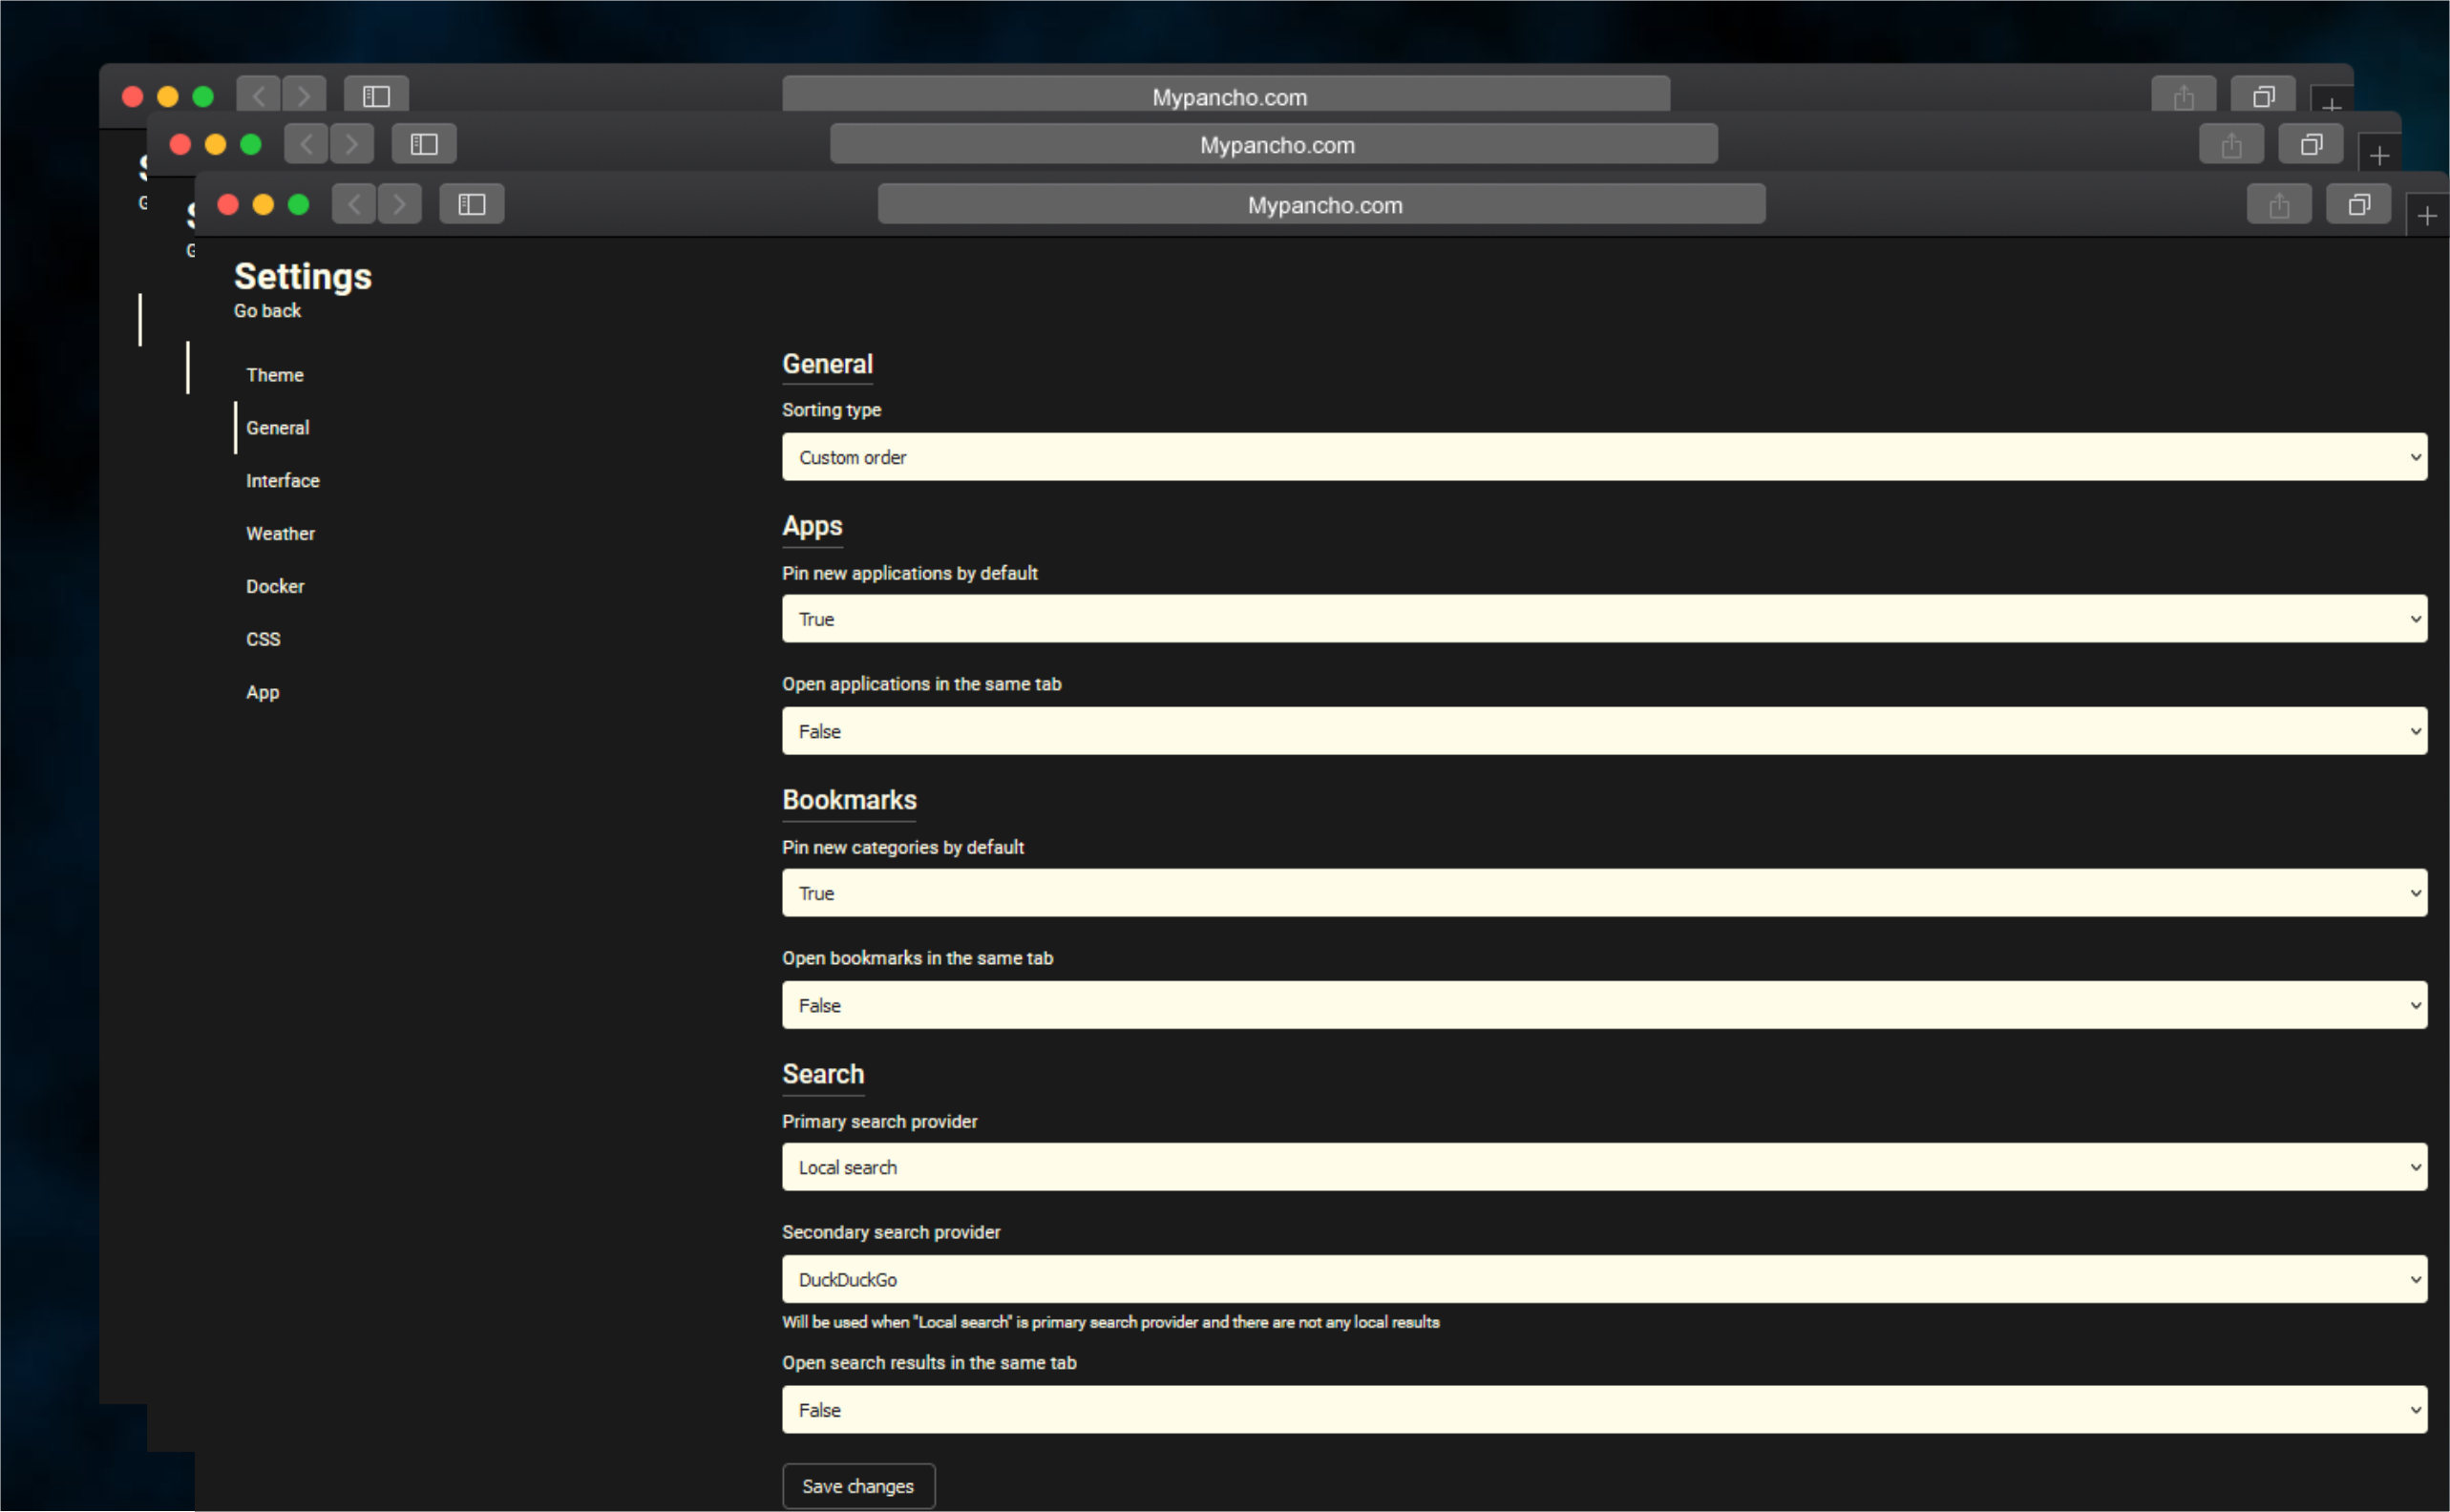 Mypancho.com
Mypancho.com
Mypancho.com
Settings
Go back
Theme
General
Interface
Weather
Docker
CSS
App
General
Sorting type
Custom order
Apps
Pin new applications by default
True
Open applications in the same tab
False
Bookmarks
Pin new categories by default
True
Open bookmarks in the same tab
False
Search
Primary search provider
Local search
Secondary search provider
DuckDuckGo
Will be used when "Local search" is primary search provider and there are not any local results
Open search results in the same tab
False
Save changes